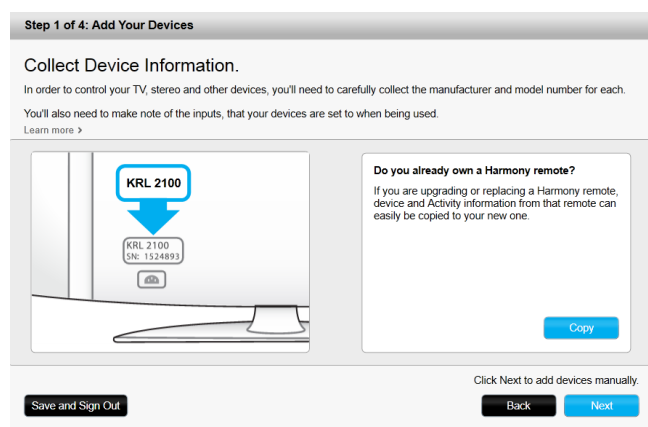 Step 1 of 4: Add Your Devices
Collect Device Information.
In order to control your TV, stereo and other devices, you'll need to carefully collect the manufacturer and model number for each.
You'll also need to make note of the inputs, that your devices are set to when being used.
Learn more >
KRL 2100
KRL 2100
SN: 1524893
Do you already own a Harmony remote?
If you are upgrading or replacing a Harmony remote,
device and Activity information from that remote can
easily be copied to your new one.
Copy
Click Next to add devices manually.
Save and Sign Out
Back
Next